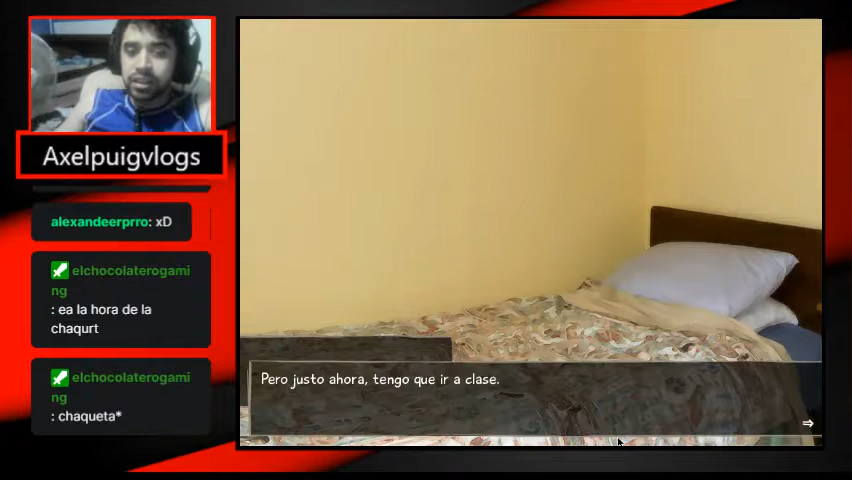 Axelpuigvlogs
alexandeerprro: xD
elchocolaterogami
ng
: ea la hora de la
chaqurt
elchocolaterogami
ng
: chaqueta*
Pero justo ahora, tengo que ir a clase.